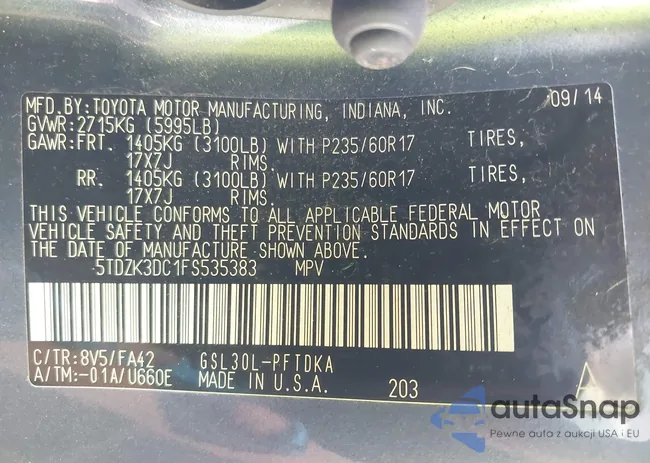 MFD.BY:TOYOTA MOTOR MANUFACTURING, INDIANA, INC. 09/14
GVWR:2715KG (5995LB)
GAWR:FRT. 1405KG (3100LB) WITH P235/60R17 TIRES,
17X7J RIMS.
RR. 1405KG (3100LB) WITH P235/60R17 TIRES,
17X7J RIMS.
THIS VEHICLE CONFORMS TO ALL APPLICABLE FEDERAL MOTOR
VEHICLE SAFETY AND THEFT PREVENTION STANDARDS IN EFFECT ON
THE DATE OF MANUFACTURE SHOWN ABOVE.
5TDZK3DC1FS535383 MPV
C/TR:8V5/FA42 GSL30L-PFTDKA
A/TM:-01A/U660E MADE IN U.S.A. 203 A
autaSnap
Pewne auta z aukcji USA i EU